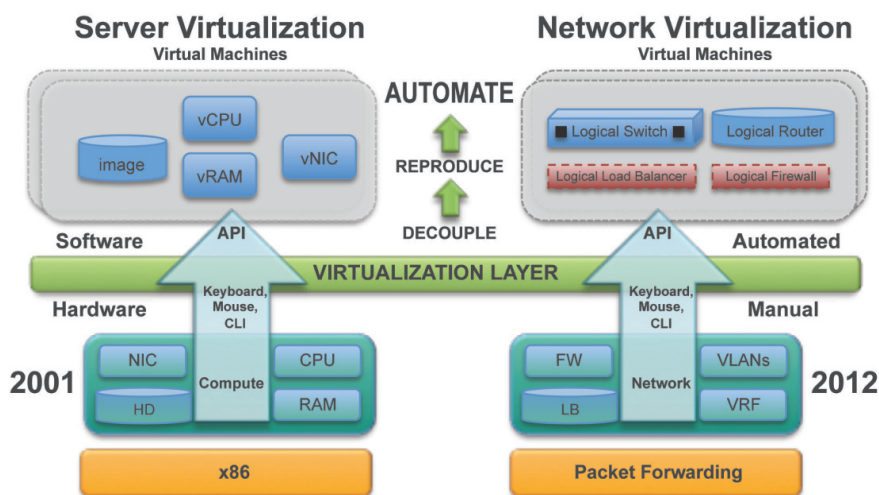 Server Virtualization
Virtual Machines
vCPU
image
vRAM
vNIC
AUTOMATE
REPRODUCE
DECOUPLE
Network Virtualization
Virtual Machines
Logical Switch
Logical Router
Logical Load Balancer
Logical Firewall
Software
API
API
Automated
VIRTUALIZATION LAYER
Hardware
Keyboard,
Mouse,
CLI
Keyboard,
Mouse,
CLI
Manual
2001
NIC
CPU
HD
Compute
RAM
FW
VLANs
LB
Network
VRF
2012
x86
Packet Forwarding